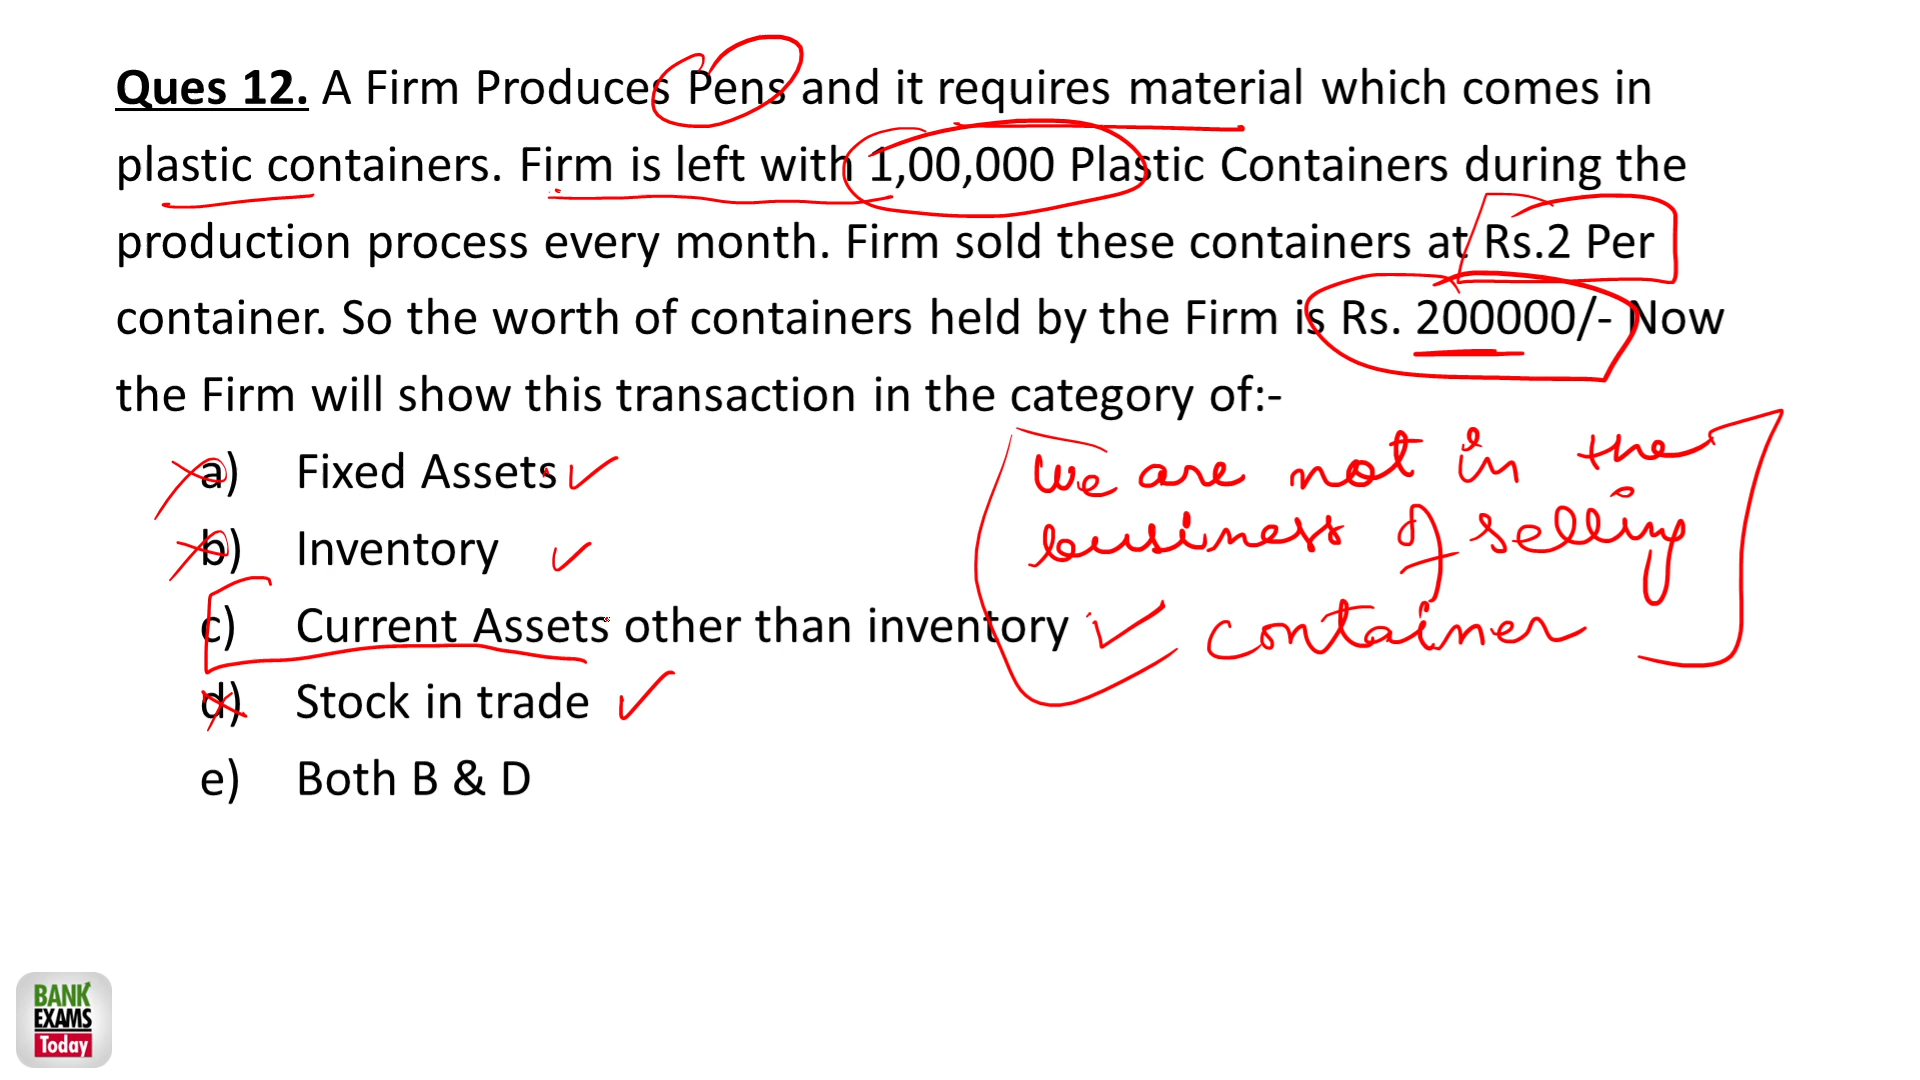 Ques 12. A Firm Produces Pens and it requires material which comes in
plastic containers. Firm is left with 1,00,000 Plastic Containers during the
production process every month. Firm sold these containers at Rs.2 Per
container. So the worth of containers held by the Firm is Rs. 200000/- Now
the Firm will show this transaction in the category of:-
a) Fixed Assets
b) Inventory
c) Current Assets other than inventory
d) Stock in trade
e) Both B & D
We are not in the
business of selling
container
BANK
EXAMS
Today